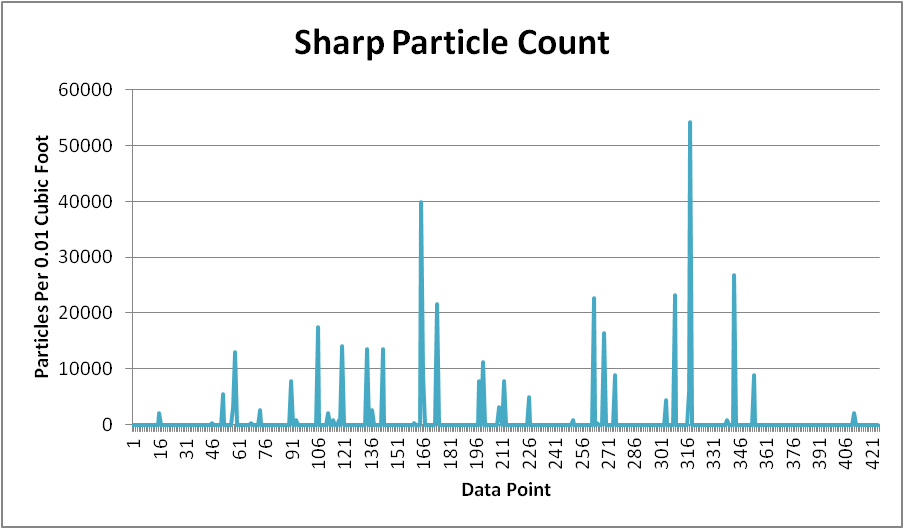 Sharp Particle Count
Particles Per 0.01 Cubic Foot
60000
50000
40000
30000
20000
10000
0
1 16 31 46 61 76 91 106 121 136 151 166 181 196 211 226 241 256 271 286 301 316 331 346 361 376 391 406 421
Data Point